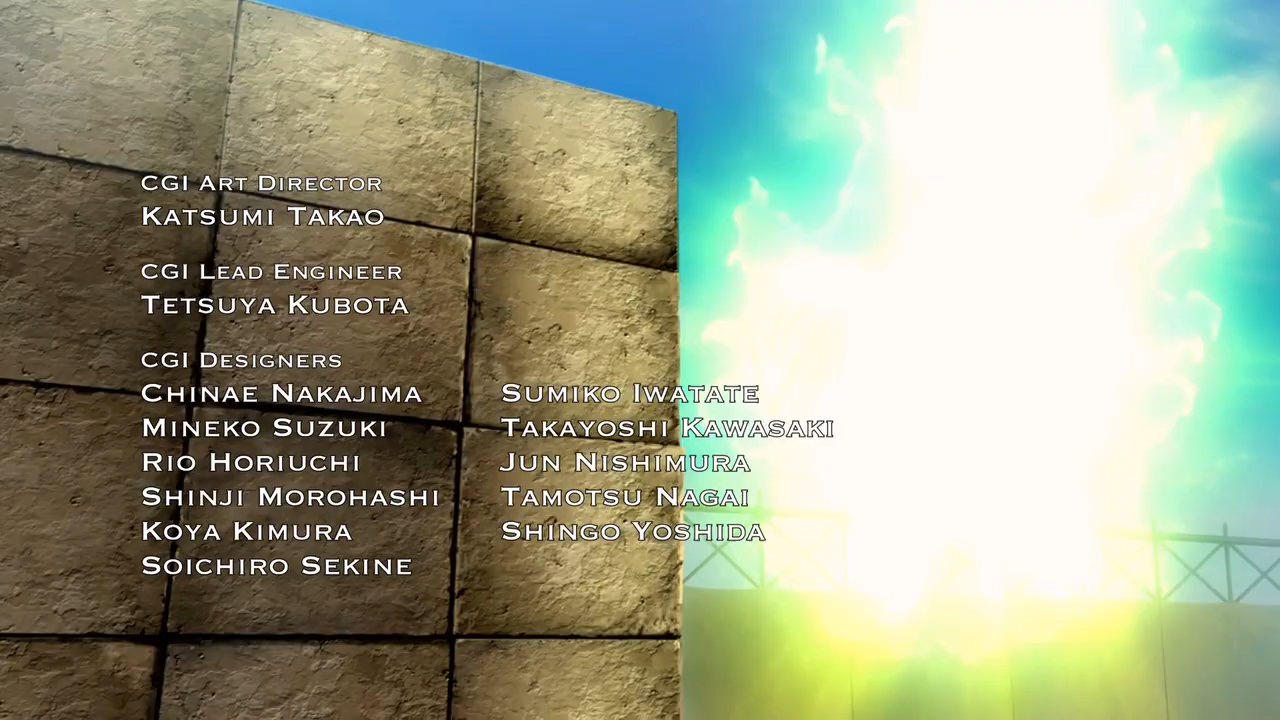 CGI Art Director
Katsumi Takao
CGI Lead Engineer
Tetsuya Kubota
CGI Designers
Chinae Nakajima
Sumiko Iwatate
Mineko Suzuki
Takayoshi Kawasaki
Rio Horiuchi
Jun Nishimura
Shinji Morohashi
Tamotsu Nagai
Koya Kimura
Shingo Yoshida
Soichiro Sekine